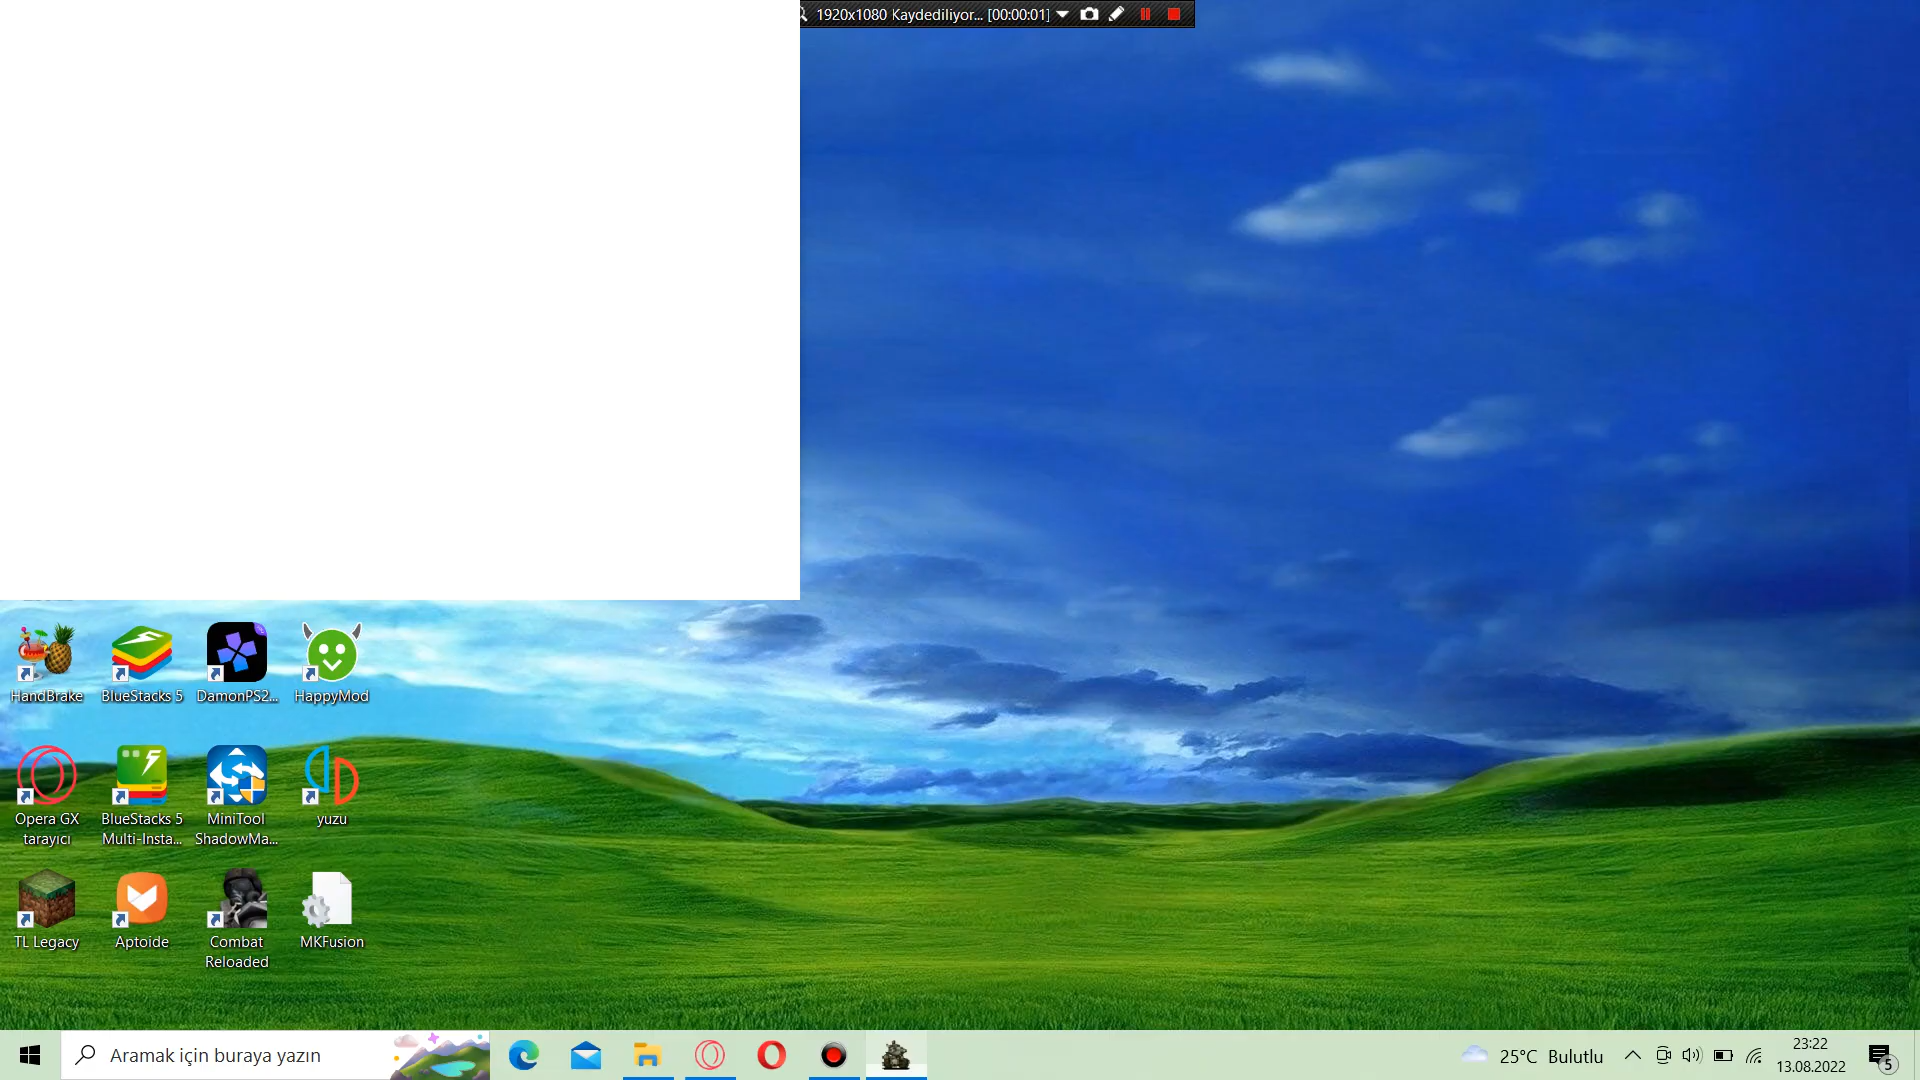 1920x1080 Kaydediliyor... [00:00:01]
HandBrake
BlueStacks 5
DamonPS2...
HappyMod
Opera GX
tarayıcı
BlueStacks 5
Multi-Insta...
MiniTool
ShadowMa...
yuzu
TL Legacy
Aptoide
Combat
Reloaded
MKFusion
Aramak için buraya yazın
25°C Bulutlu
23:22
13.08.2022
5